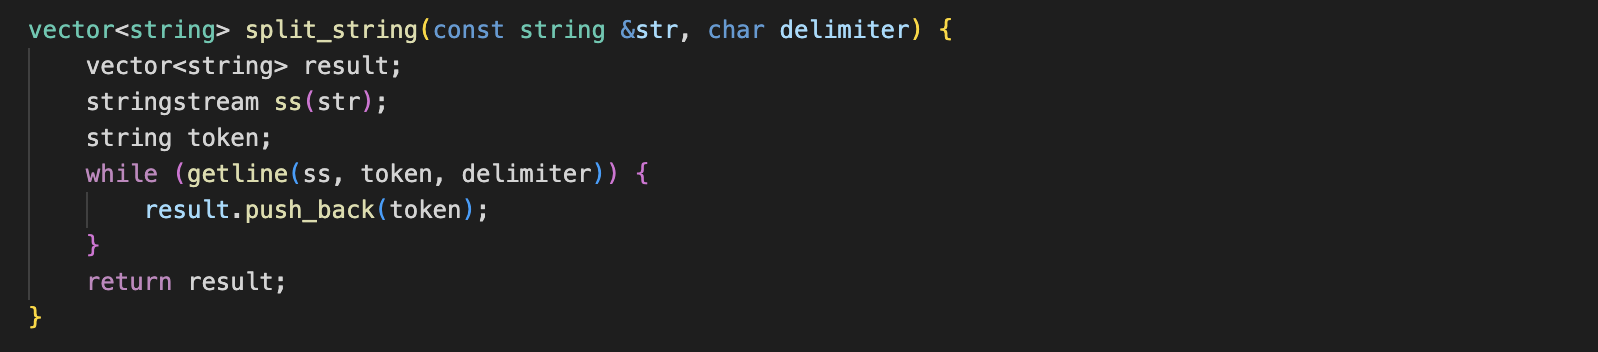 vector<string> split_string(const string &str, char delimiter) {
    vector<string> result;
    stringstream ss(str);
    string token;
    while (getline(ss, token, delimiter)) {
        result.push_back(token);
    }
    return result;
}